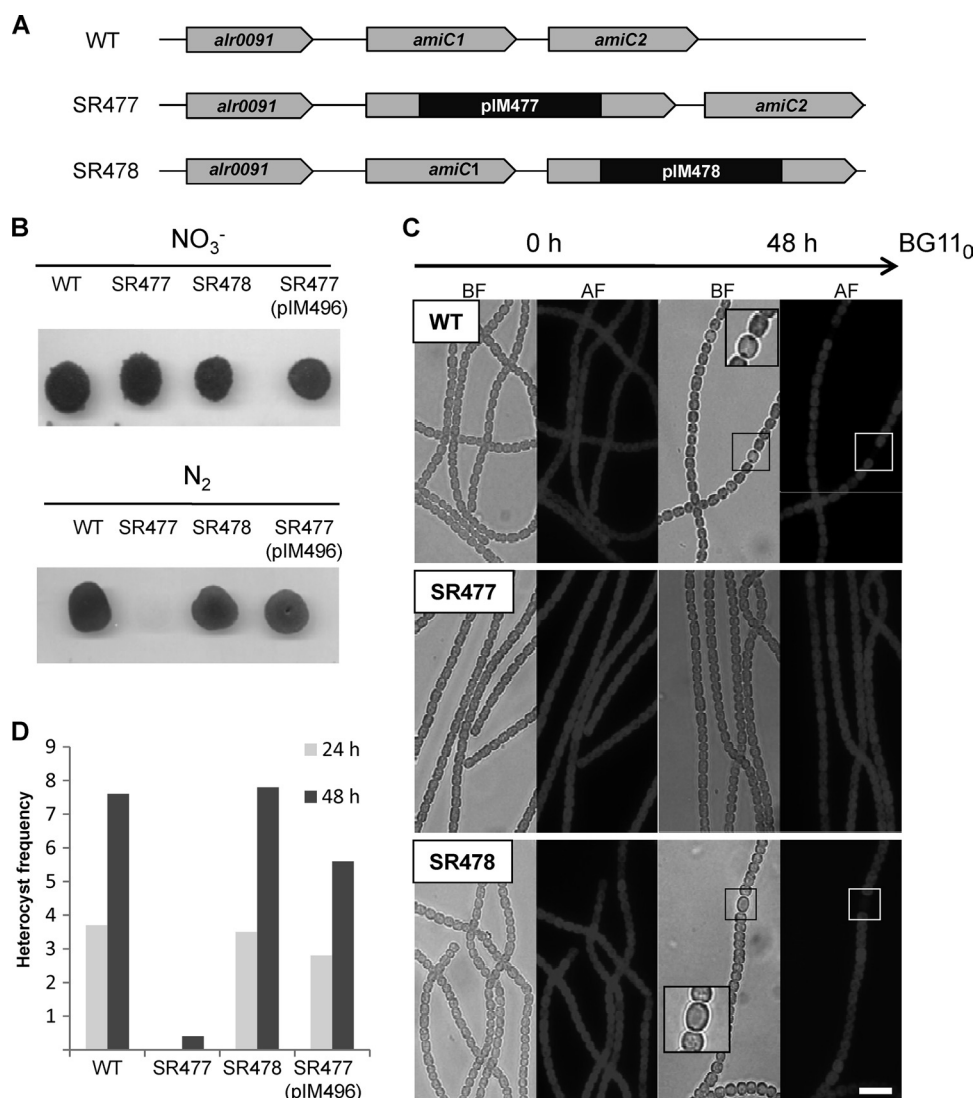 A
WT
alr0091 amiC1 amiC2
SR477
alr0091 pIM477 amiC2
SR478
alr0091 amiC1 pIM478
B
NO3-
WT SR477 SR478 SR477
(pIM496)
N2
WT SR477 SR478 SR477
(pIM496)
C
0 h 48 h BG110
BF AF BF AF
WT
SR477
SR478
D
Heterocyst frequency
9
8
7
6
5
4
3
2
1
24 h
48 h
WT SR477 SR478 SR477
(pIM496)